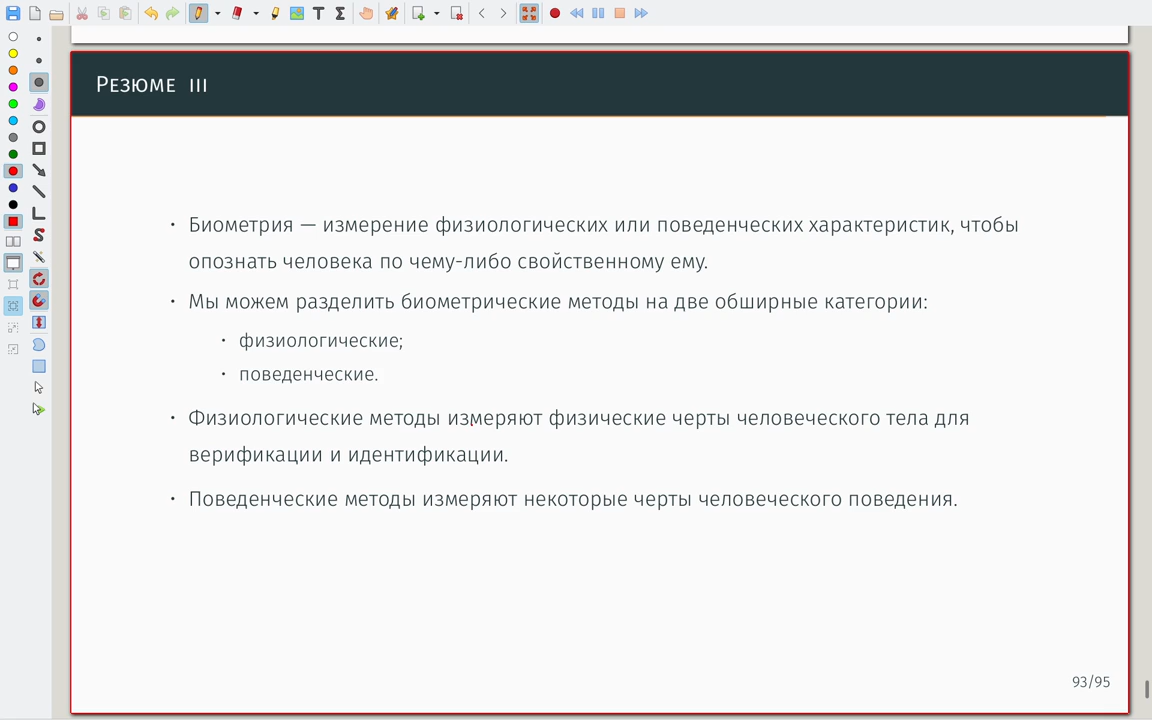 Резюме III
• Биометрия — измерение физиологических или поведенческих характеристик, чтобы
опознать человека по чему-либо свойственному ему.
• Мы можем разделить биометрические методы на две обширные категории:
• физиологические;
• поведенческие.
• Физиологические методы измеряют физические черты человеческого тела для
верификации и идентификации.
• Поведенческие методы измеряют некоторые черты человеческого поведения.
93/95